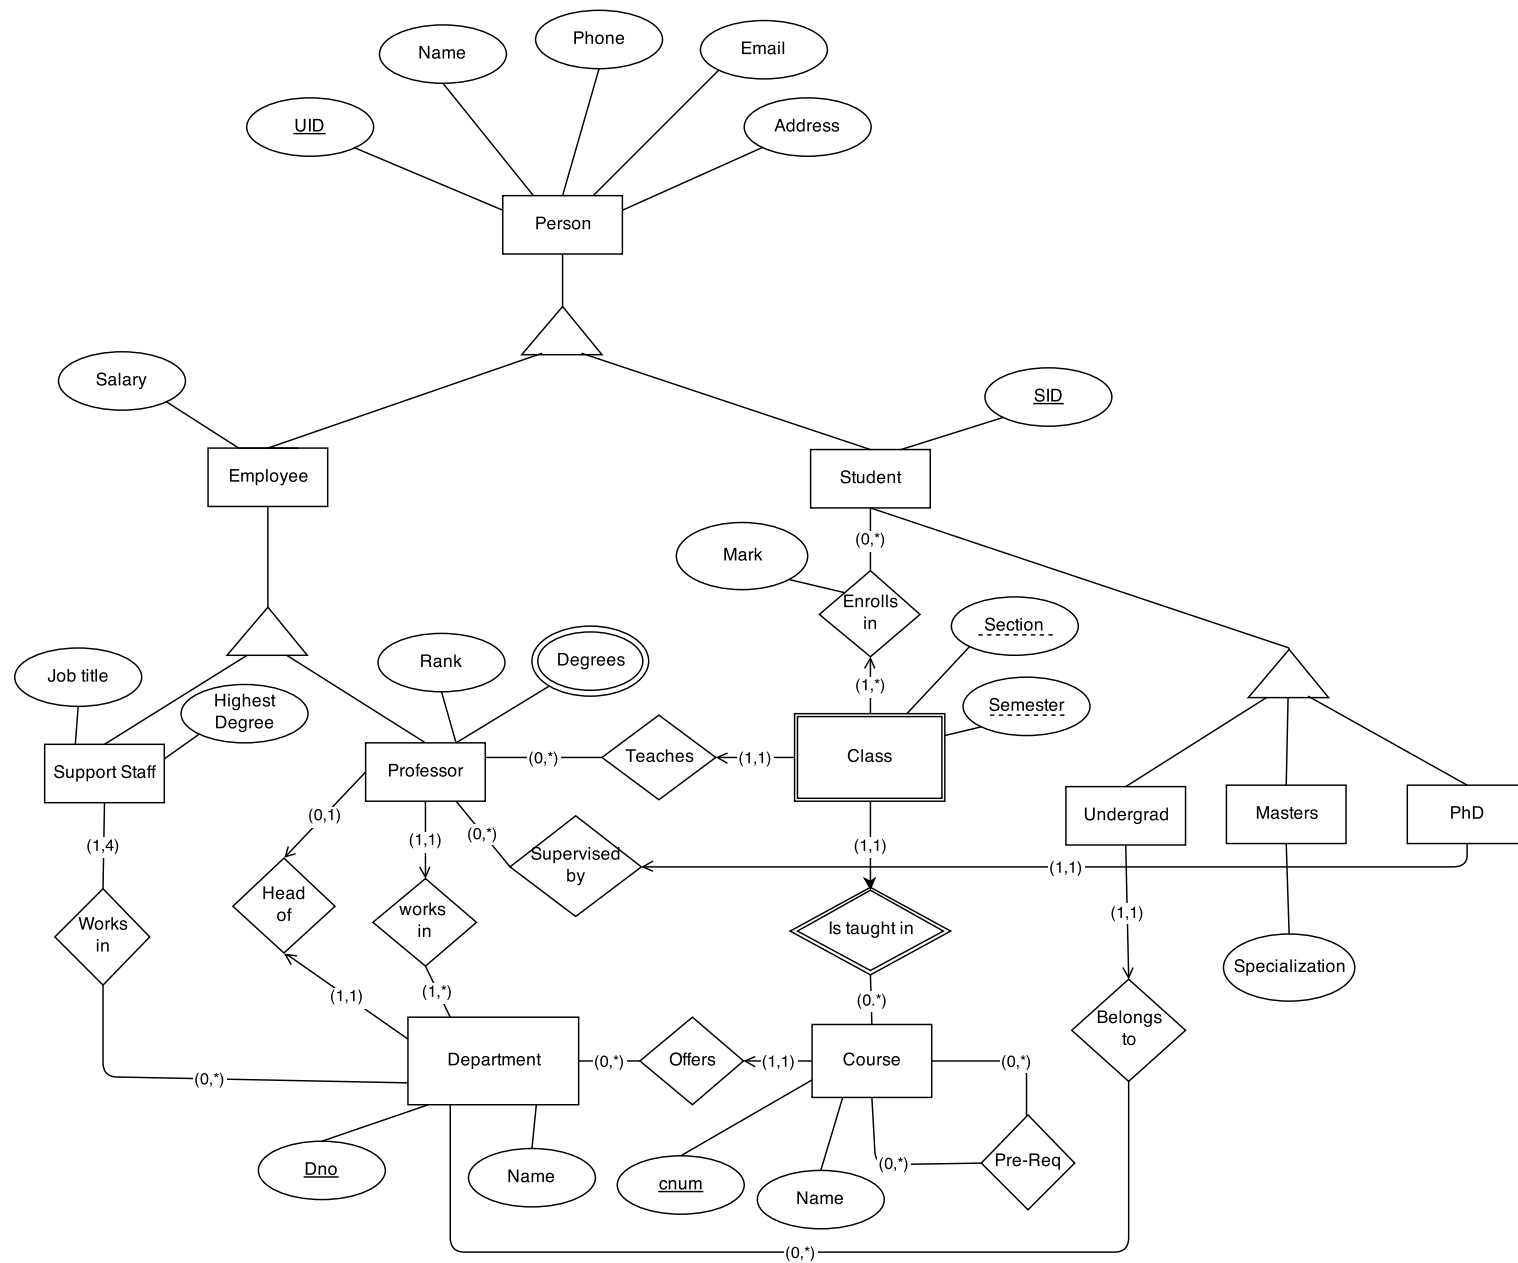 Phone
Name
Email
UID
Address
Person
Salary
SID
Employee
Student
(0,*)
Mark
Enrolls
in
Section
Rank
Degrees
Job title
(1,*)
Highest
Degree
Semester
Teaches
Class
(0,*)
(1,1)
Support Staff
Professor
Undergrad
Masters
PhD
(0,1)
(0,*)
(1,1)
(1,4)
(1,1)
Supervised
by
(1,1)
Head
of
works
in
(1,1)
Works
in
Is taught in
Specialization
(1,1)
(1,*)
(0.*)
Belongs
to
Department
(0,*)
Offers
(1,1)
Course
(0,*)
(0,*)
Dno
Name
cnum
Name
(0,*)
Pre-Req
(0,*)